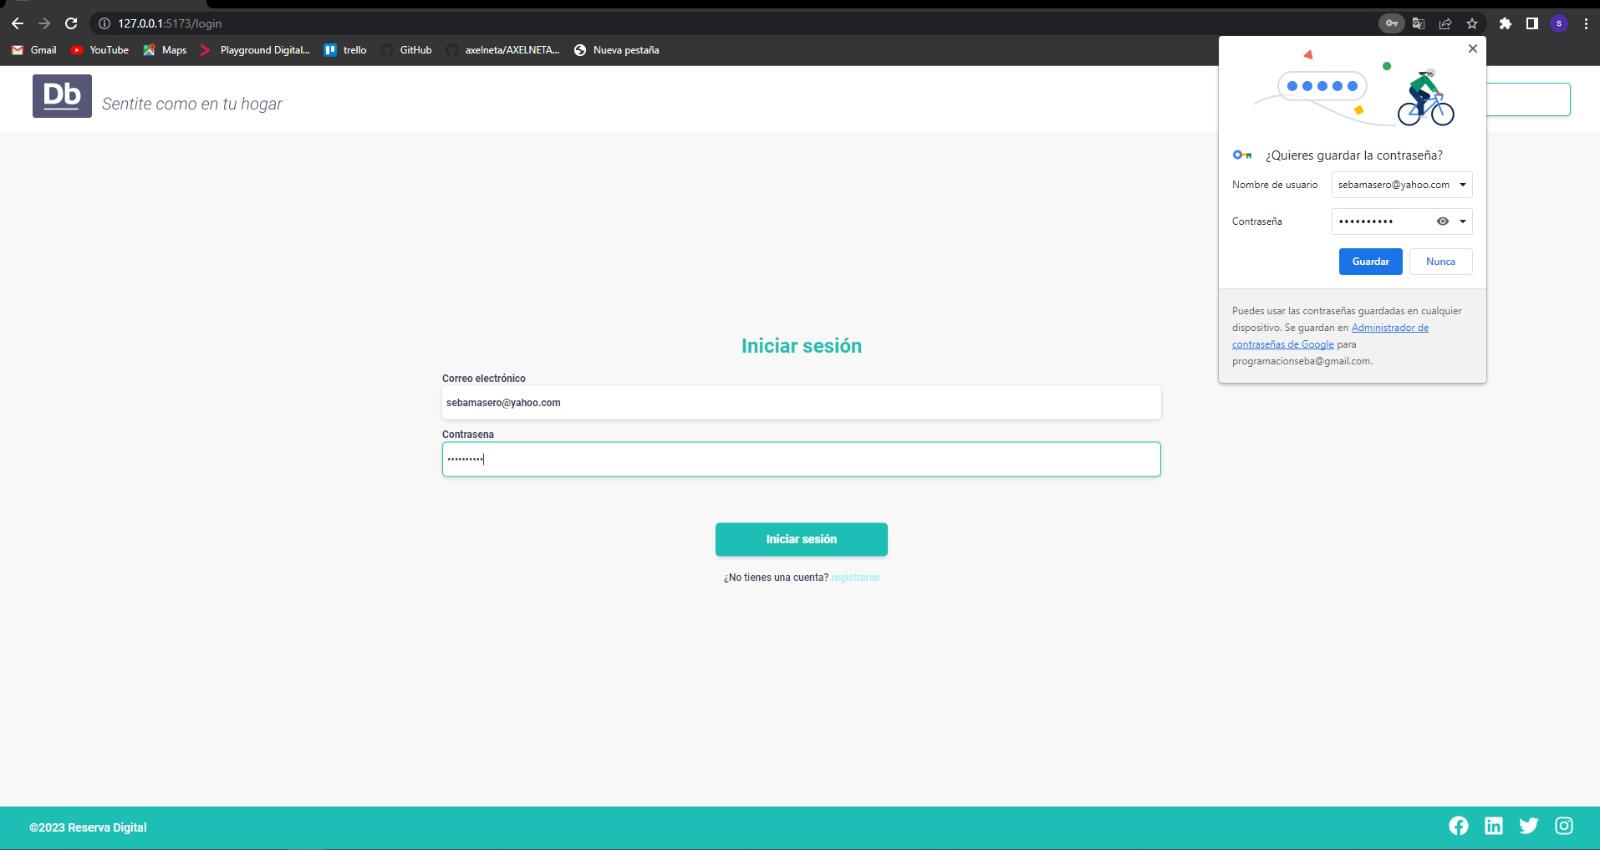 127.0.0.1:5173/login
S
Gmail
YouTube
Maps
Playground Digital...
trello
GitHub
axelneta/AXELNETA...
Nueva pestaña
Db
Sentite como en tu hogar
¿Quieres guardar la contraseña?
Nombre de usuario
sebamasero@yahoo.com
Contraseña
••••••••••
Guardar
Nunca
Puedes usar las contraseñas guardadas en cualquier
dispositivo. Se guardan en Administrador de
contraseñas de Google para
programacionseba@gmail.com.
Iniciar sesión
Correo electrónico
sebamasero@yahoo.com
Contrasena
••••••••••
Iniciar sesión
¿No tienes una cuenta? registrarse
©2023 Reserva Digital